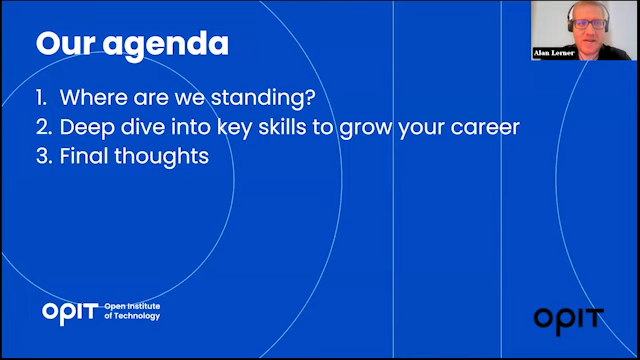 Our agenda
Alan Lerner
1. Where are we standing?
2. Deep dive into key skills to grow your career
3. Final thoughts
OPIT Open Institute
of Technology
OPIT